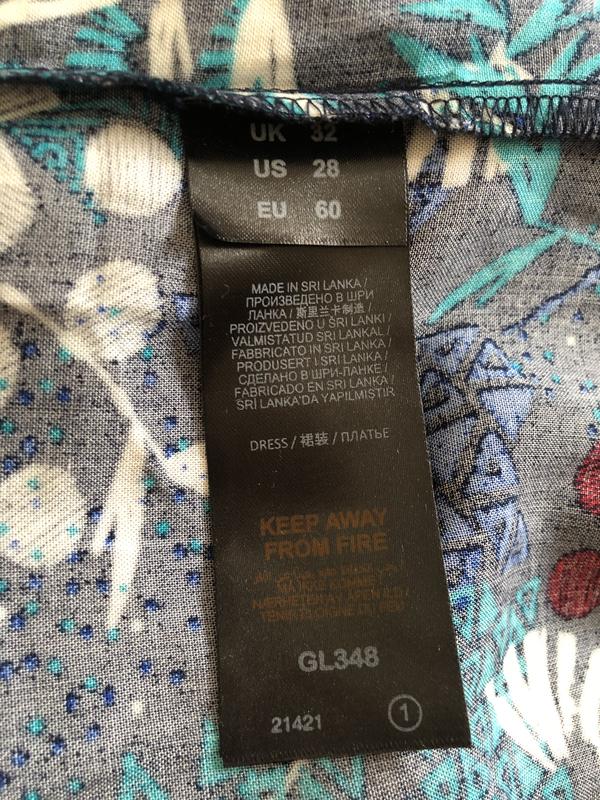 UK 32
US 28
EU 60
MADE IN SRI LANKA /
ПРОИЗВЕДЕНО В ШРИ
ЛАНКА / 斯里兰卡制造 /
PROIZVEDENO U SRI LANKI /
VALMISTATUD SRI LANKAL /
FABBRICATO IN SRI LANKA /
PRODUSERT I SRI LANKA /
СДЕЛАНО В ШРИ-ЛАНКЕ /
FABRICADO EN SRI LANKA /
SRI LANKA'DA YAPILMIŞTIR
DRESS / 裙装 / ПЛАТЬЕ
KEEP AWAY
FROM FIRE
GL348
21421 1